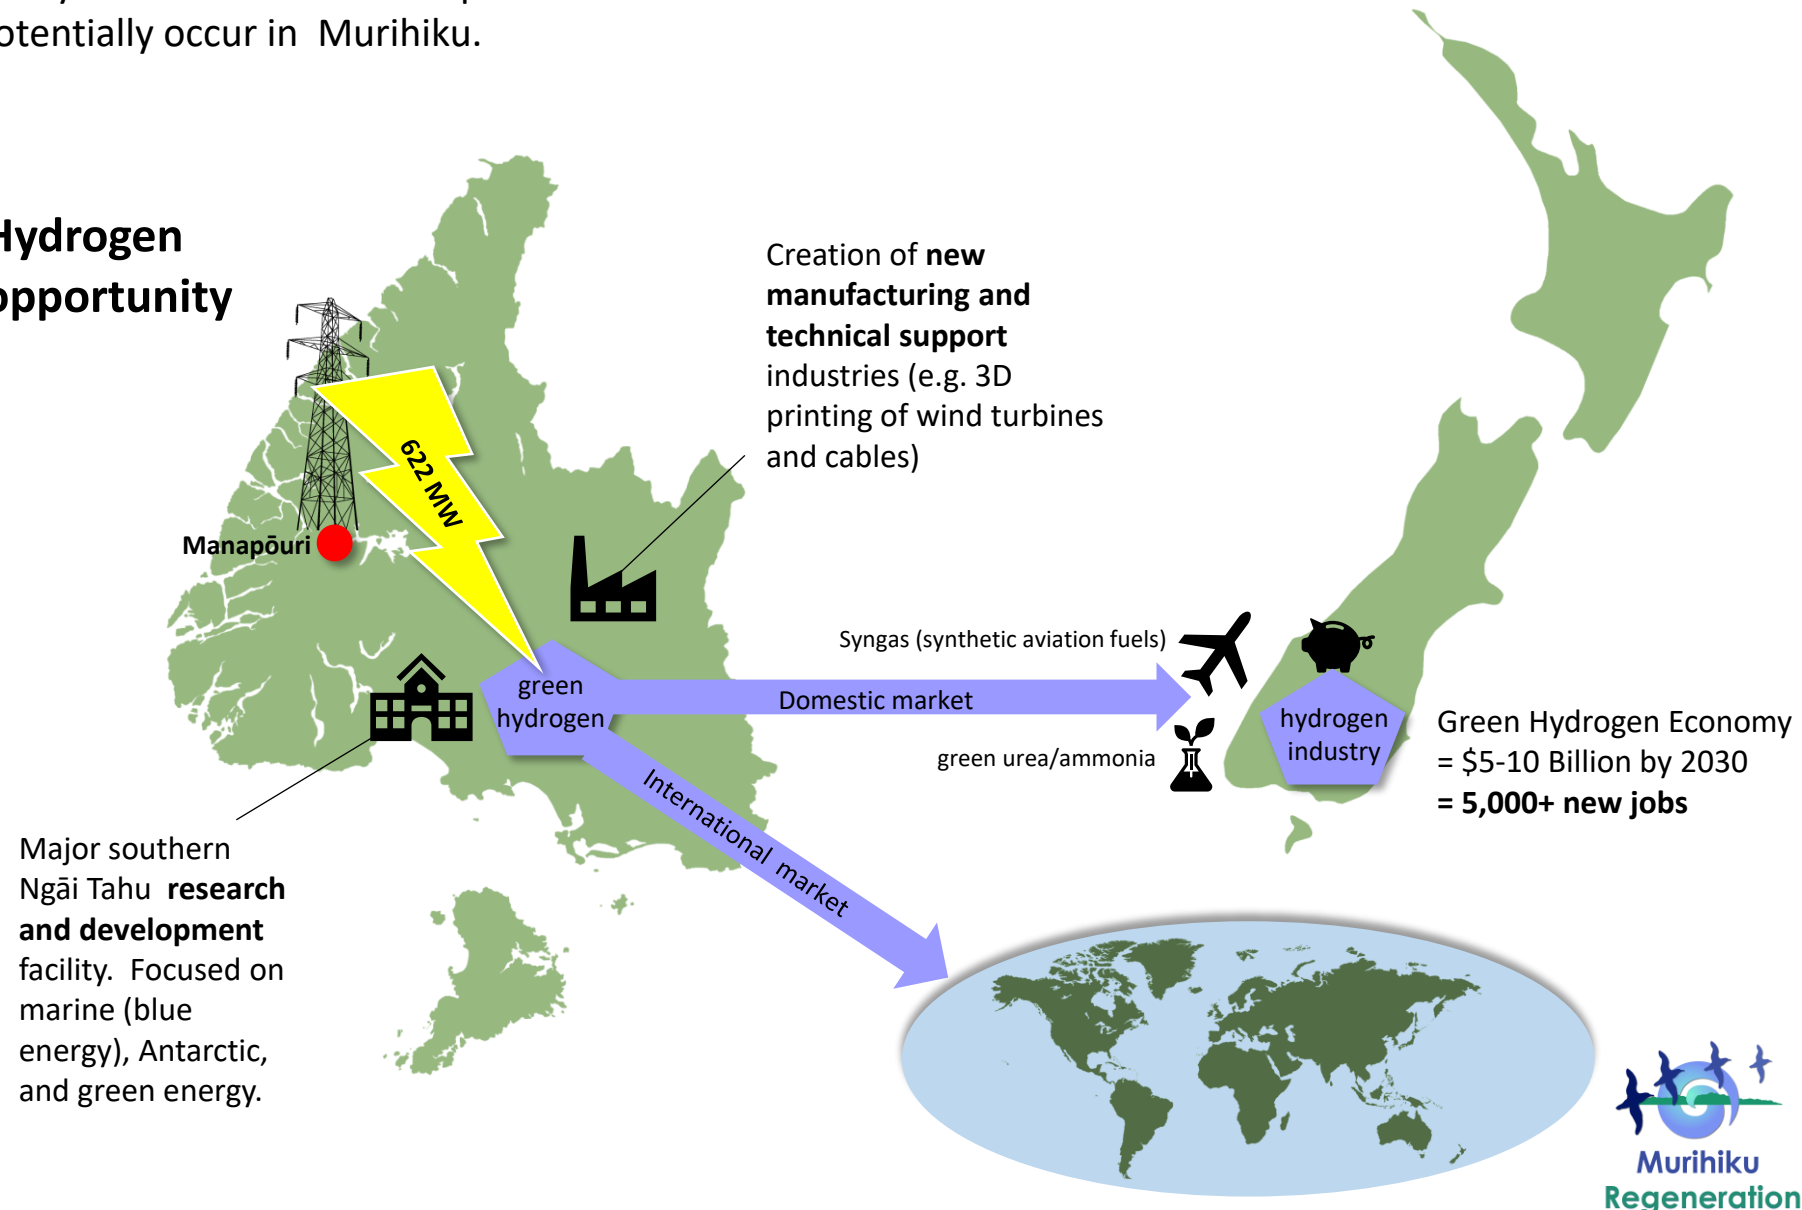 potentially occur in  Murihiku.
Hydrogen
opportunity
Creation of new
manufacturing and
technical support
industries (e.g. 3D
printing of wind turbines
and cables)
622 MW
Manapōuri
green
hydrogen
Syngas (synthetic aviation fuels)
Domestic market
green urea/ammonia
hydrogen
industry
Green Hydrogen Economy
= $5-10 Billion by 2030
= 5,000+ new jobs
International market
Major southern
Ngāi Tahu  research
and development
facility.  Focused on
marine (blue
energy), Antarctic,
and green energy.
Murihiku
Regeneration